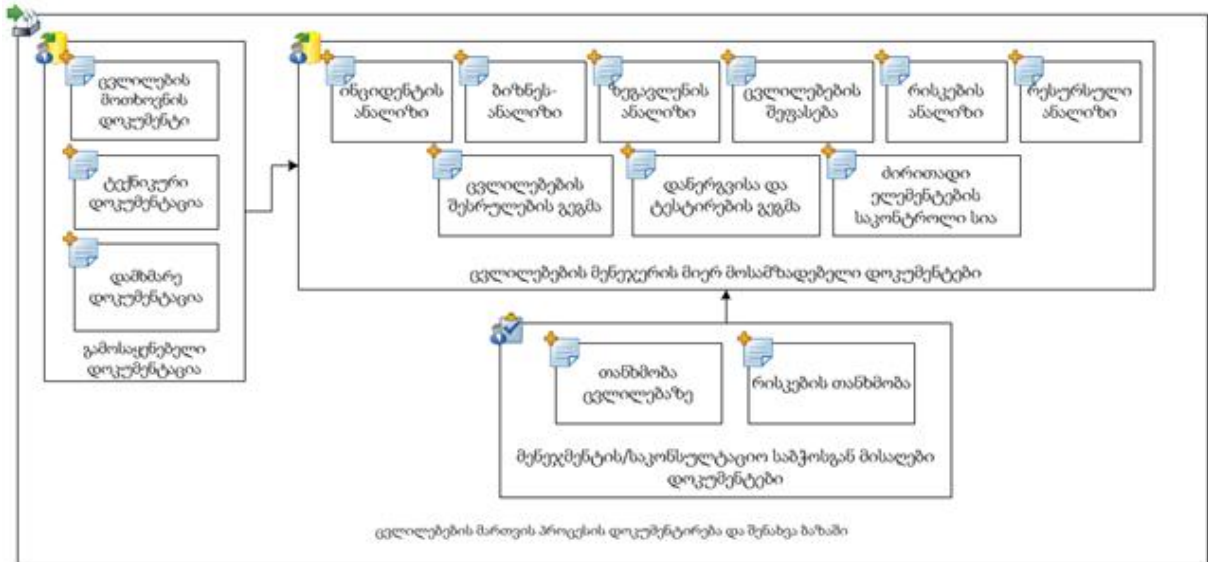 ცვლილების
მოთხოვნის
დოკუმენტი
ტექნიკური
დოკუმენტაცია
დამხმარე
დოკუმენტაცია
გამოსაყენებელი
დოკუმენტაცია
ინციდენტის
ანალიზი
ბიზნეს-
ანალიზი
ზეგავლენის
ანალიზი
ცვლილებების
შეფასება
რისკების
ანალიზი
რესურსული
ანალიზი
ცვლილებების
შესრულების გეგმა
დანერგვისა და
ტესტირების გეგმა
ძირითადი
ელემენტების
საკონტროლი სია
ცვლილებების მენეჯერის მიერ მოსამზადებელი დოკუმენტები
თანხმობა
ცვლილებაზე
რისკების თანხმობა
მენეჯმენტის/საკონსულტაციო საბჭოსგან მისაღები
დოკუმენტები
ცვლილებების მართვის პროცესის დოკუმენტირება და შენახვა ბაზაში